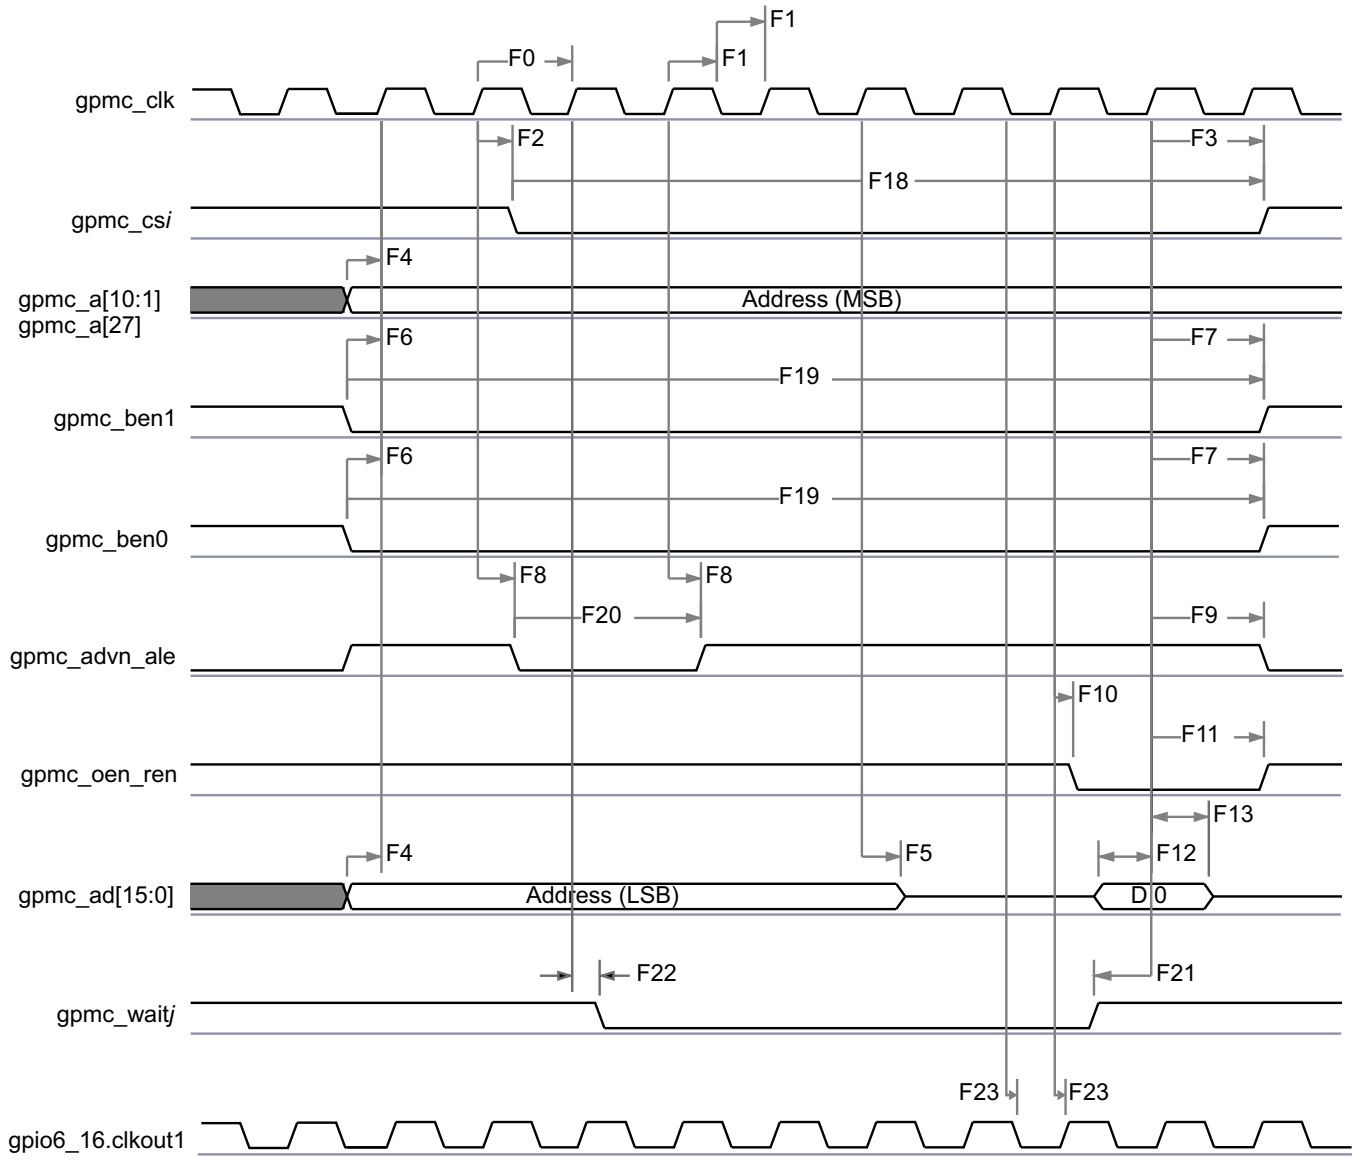 F1
F0
F1
gpmc_clk
F2
F3
F18
gpmc_csi
F4
gpmc_a[10:1]
Address (MSB)
gpmc_a[27]
F6
F7
F19
gpmc_ben1
F6
F7
F19
gpmc_ben0
F8
F8
F20
F9
gpmc_advn_ale
F10
F11
gpmc_oen_ren
F13
F4
F5
F12
gpmc_ad[15:0]
Address (LSB)
D 0
F22
F21
gpmc_waitj
F23
F23
gpio6_16.clkout1